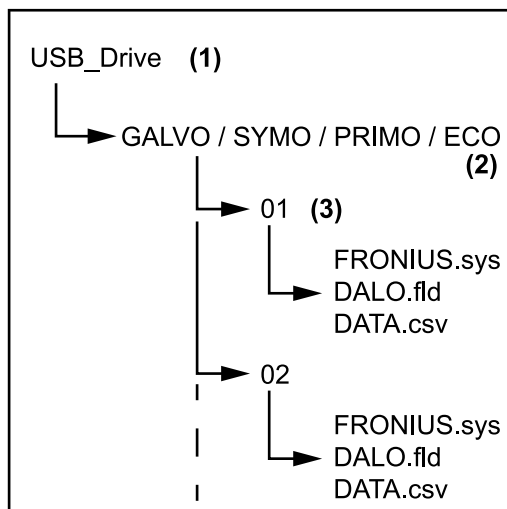 USB_Drive (1)
GALVO / SYMO / PRIMO / ECO
(2)
01 (3)
FRONIUS.sys
DALO.fld
DATA.csv
02
FRONIUS.sys
DALO.fld
DATA.csv